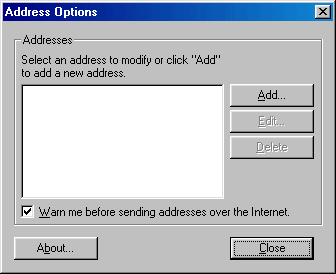 Address Options
Addresses
Select an address to modify or click "Add"
to add a new address.
Add...
Edit...
Delete
Warn me before sending addresses over the Internet.
About...
Close